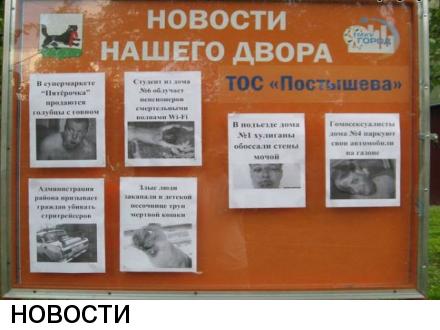 НОВОСТИ
НАШЕГО ДВОРА
ТОС «Постышева»
ГОРОД
В супермаркете
"Пятёрочка"
продаются
голубцы с говном
Студент из дома
№6 облучает
пенсионеров
смертельными
волнами Wi-Fi
В подъезде дома
№1 хулиганы
обоссали стены
мочой
Гомосексуалисты
дома №4 паркуют
свои автомобили
на газоне
Администрация
района призывает
граждан убивать
стритрейсеров
Злые люди
закопали в детской
песочнице труп
мертвой кошки
НОВОСТИ